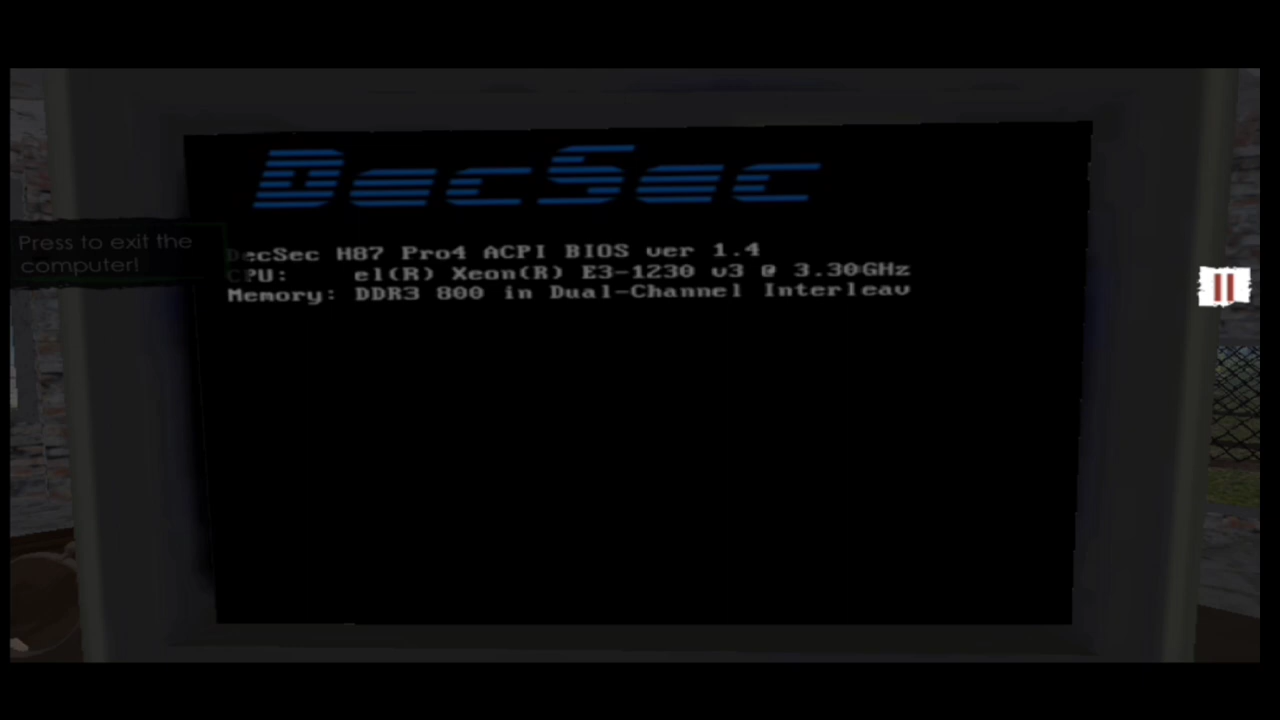 DecSec
Press to exit the
computer!
DecSec H87 Pro4 ACPI BIOS ver 1.4
CPU: el(R) Xeon(R) E3-1230 v3 @ 3.30GHz
Memory: DDR3 800 in Dual-Channel Interleav